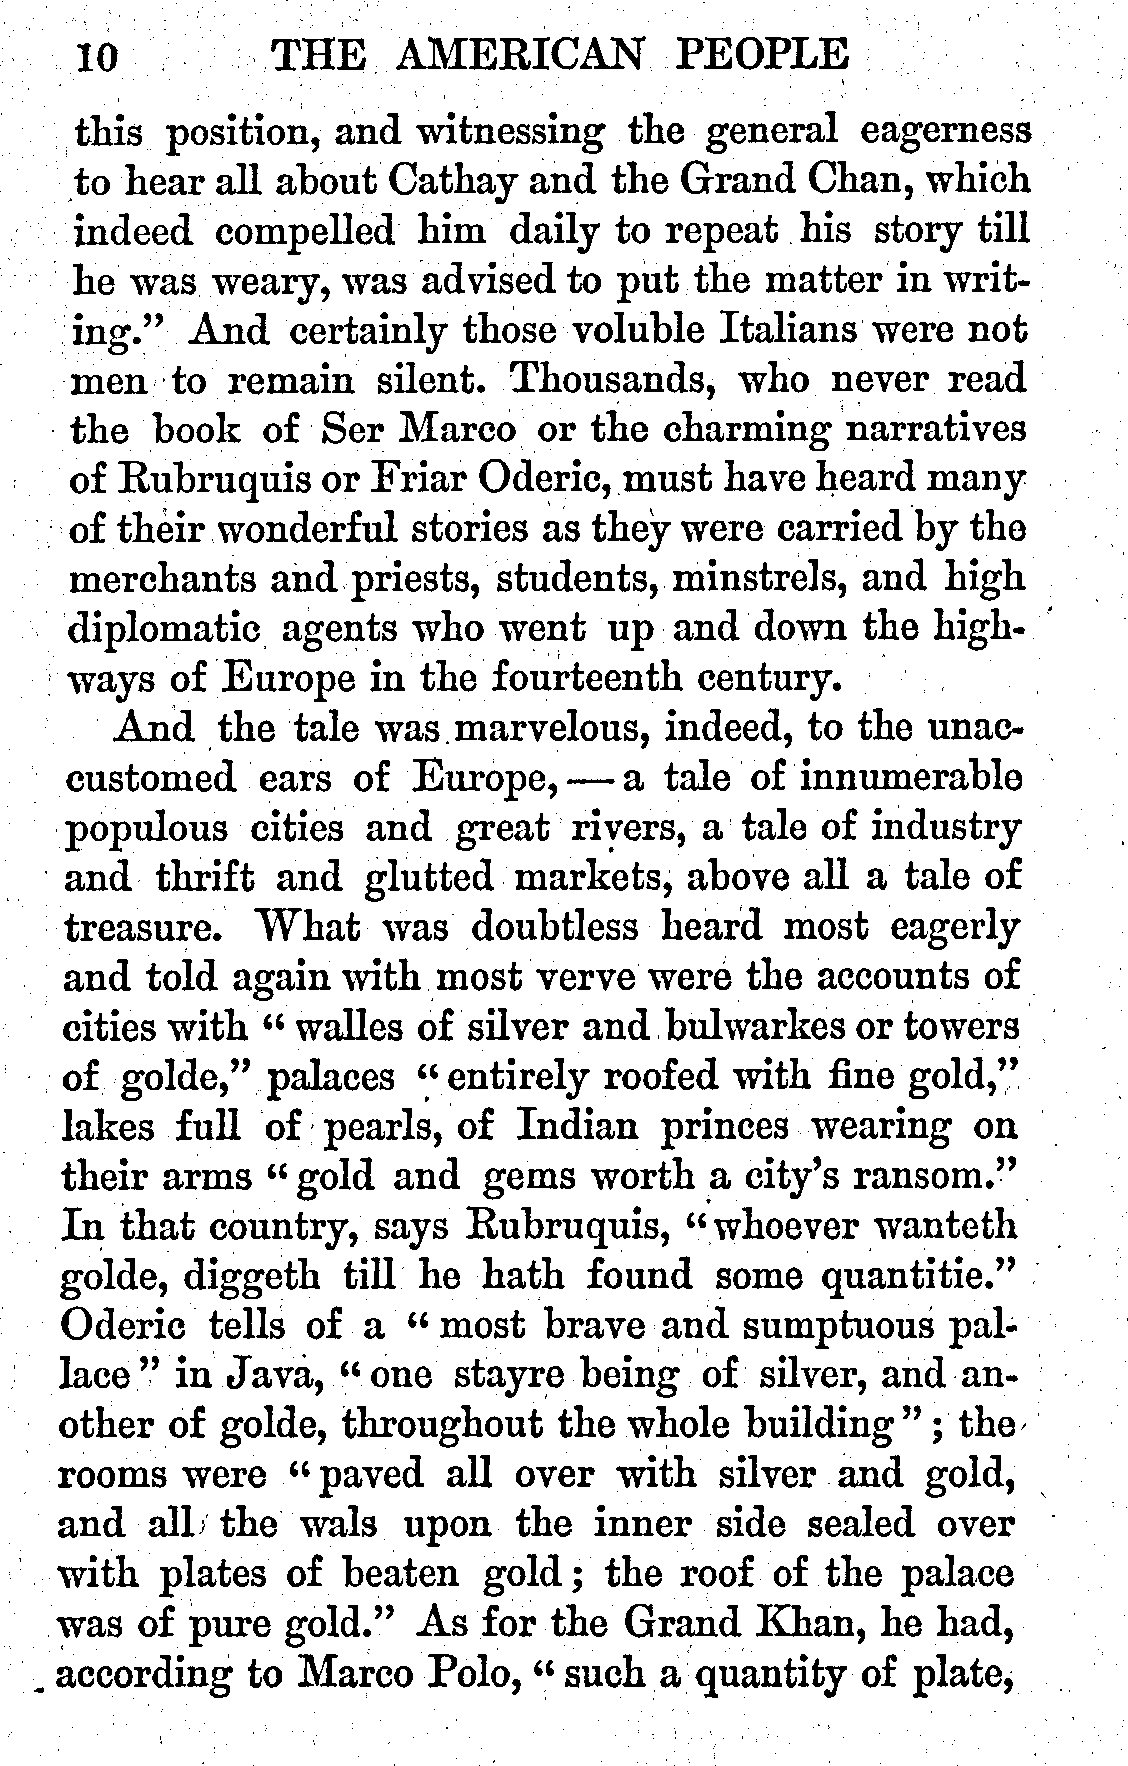 10 THE AMERICAN PEOPLE
this position, and witnessing the general eagerness
to hear all about Cathay and the Grand Chan, which
indeed compelled him daily to repeat his story till
he was weary, was advised to put the matter in writ-
ing.” And certainly those voluble Italians were not
men to remain silent. Thousands, who never read
the book of Ser Marco or the charming narratives
of Rubruquis or Friar Oderic, must have heard many
of their wonderful stories as they were carried by the
merchants and priests, students, minstrels, and high
diplomatic agents who went up and down the high-
ways of Europe in the fourteenth century.
And the tale was marvelous, indeed, to the unac-
customed ears of Europe, — a tale of innumerable
populous cities and great rivers, a tale of industry
and thrift and glutted markets, above all a tale of
treasure. What was doubtless heard most eagerly
and told again with most verve were the accounts of
cities with “ walles of silver and bulwarkes or towers
of golde,” palaces “ entirely roofed with fine gold,”
lakes full of pearls, of Indian princes wearing on
their arms “ gold and gems worth a city’s ransom.”
In that country, says Rubruquis, “whoever wanteth
golde, diggeth till he hath found some quantitie.”
Oderic tells of a “ most brave and sumptuous pal-
lace ” in Java, “ one stayre being of silver, and an-
other of golde, throughout the whole building ” ; the
rooms were “ paved all over with silver and gold,
and all the wals upon the inner side sealed over
with plates of beaten gold ; the roof of the palace
was of pure gold.” As for the Grand Khan, he had,
according to Marco Polo, “ such a quantity of plate,